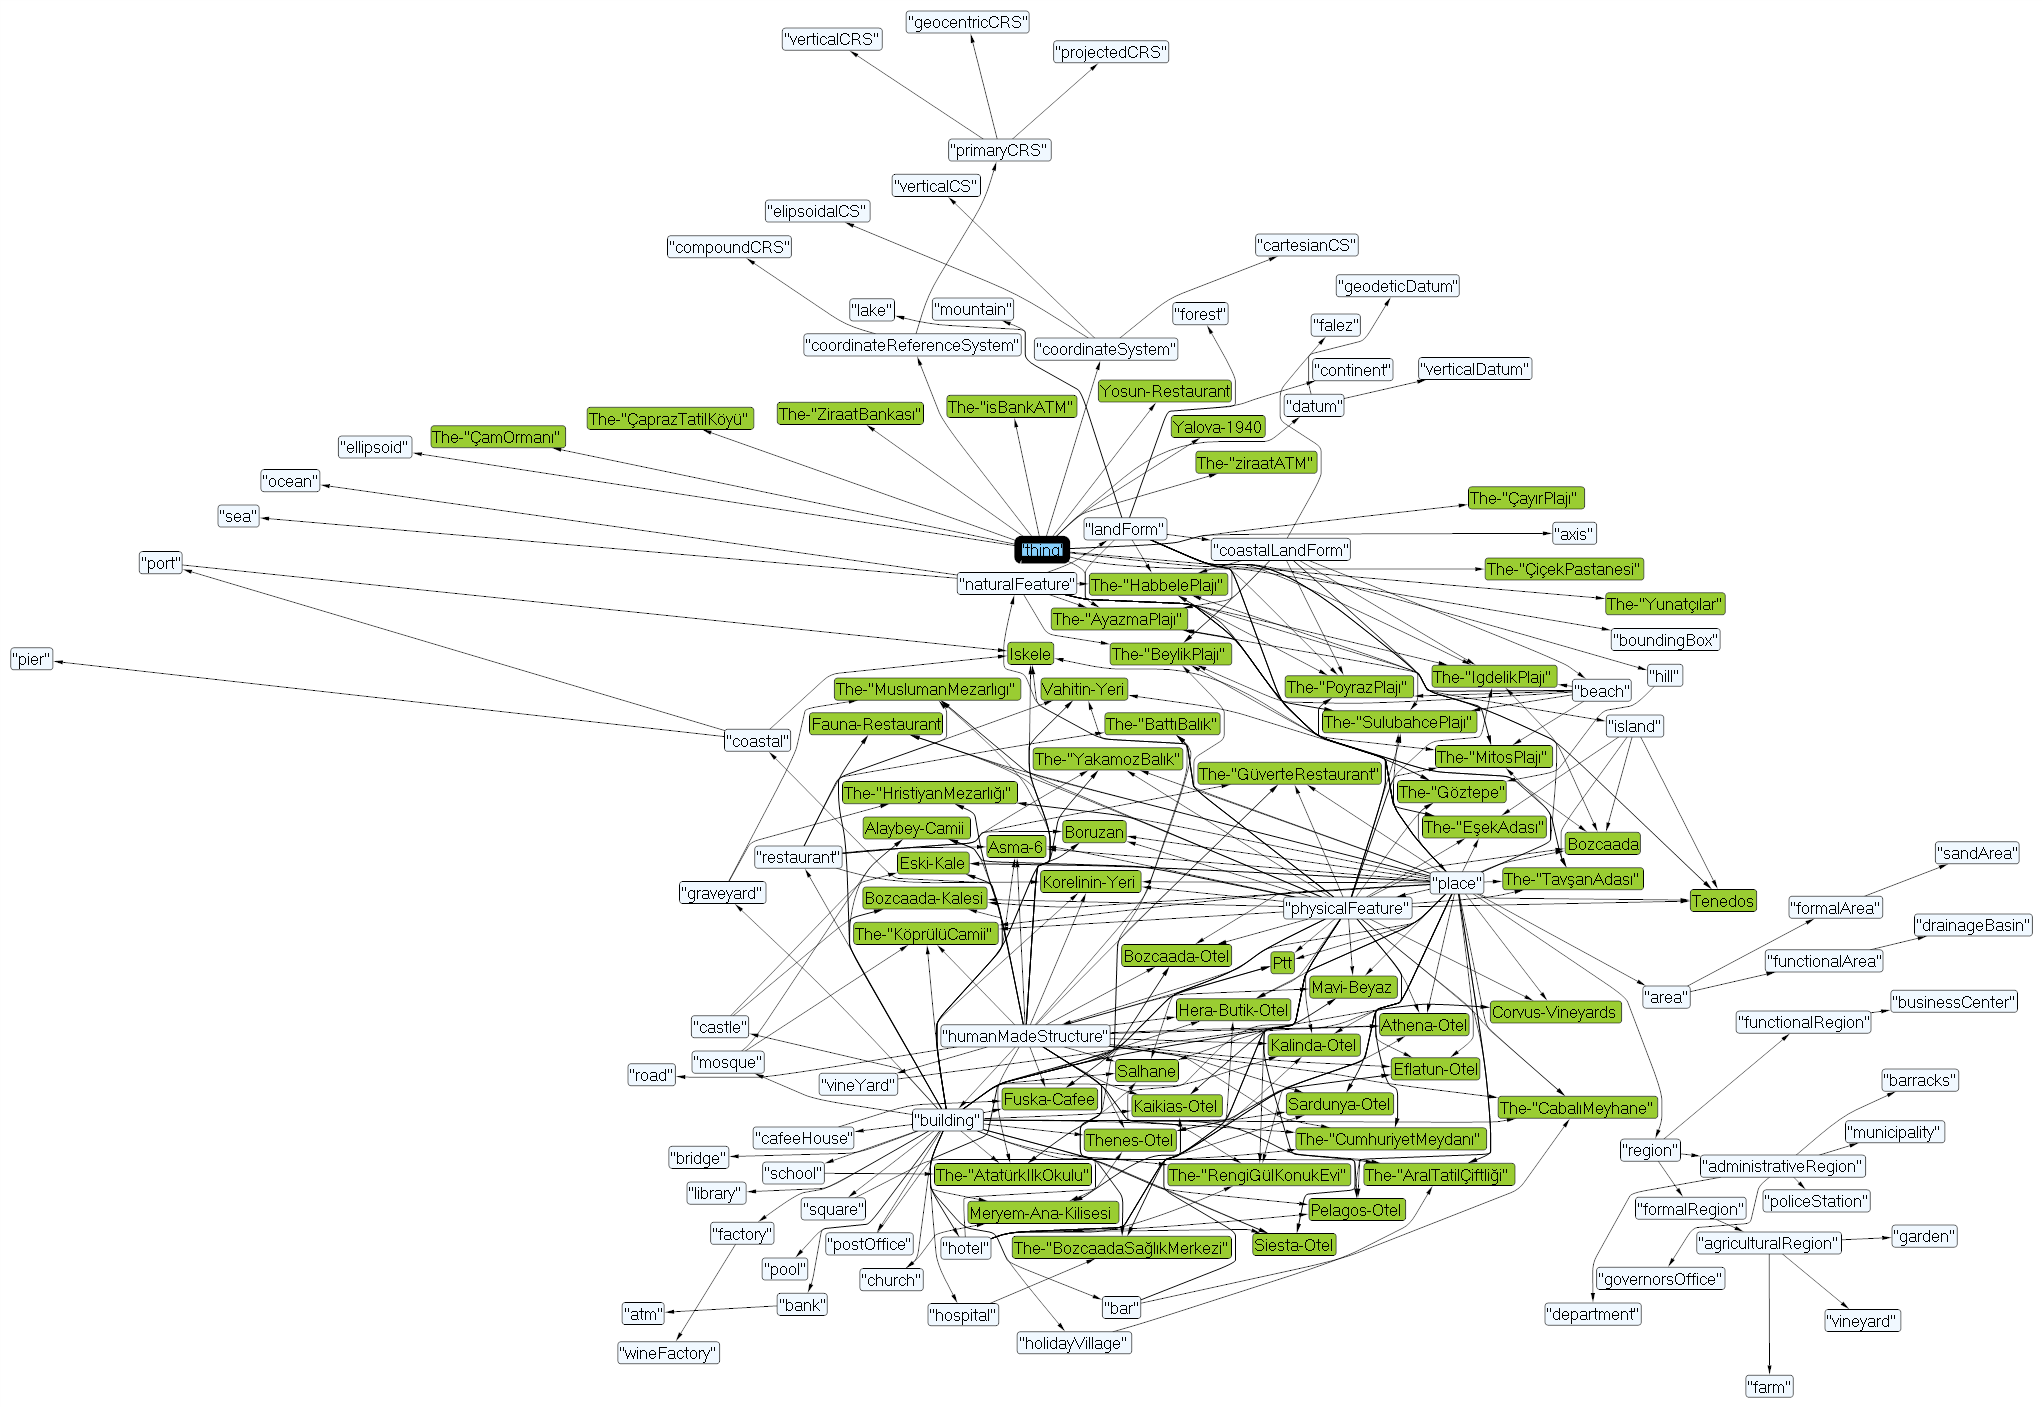 "geocentricCRS"
"verticalCRS"
"projectedCRS"
"primaryCRS"
"verticalCS"
"elipsoidalCS"
"compoundCRS"
"cartesianCS"
"geodeticDatum"
"lake"
"mountain"
"forest"
"falez"
"coordinateReferenceSystem"
"coordinateSystem"
"continent"
"verticalDatum"
Yosun-Restaurant
"datum"
The-"isBankATM"
The-"ZiraatBankası"
The-"ÇaprazTatilKöyü"
Yalova-1940
The-"ÇamOrmanı"
"ellipsoid"
The-"ziraatATM"
"ocean"
The-"ÇayırPlajı"
"sea"
"landForm"
"axis"
"thing"
"coastalLandForm"
"port"
The-"ÇiçekPastanesi"
"naturalFeature"
The-"HabbelePlajı"
The-"Yunatçılar"
The-"AyazmaPlajı"
"boundingBox"
Iskele
The-"BeylikPlajı"
"pier"
"hill"
The-"IgdelikPlajı"
The-"MuslumanMezarlıgı"
Vahitin-Yeri
The-"PoyrazPlajı"
"beach"
Fauna-Restaurant
The-"BattıBalık"
The-"SulubahcePlajı"
"island"
"coastal"
The-"YakamozBalık"
The-"MitosPlajı"
The-"GüverteRestaurant"
The-"HristiyanMezarlığı"
The-"Göztepe"
Alaybey-Camii
Boruzan
The-"EşekAdası"
Asma-6
Bozcaada
"restaurant"
Eski-Kale
"sandArea"
Korelinin-Yeri
"place"
The-"TavşanAdası"
"graveyard"
Bozcaada-Kalesi
"physicalFeature"
Tenedos
"formalArea"
The-"KöprülüCamii"
"drainageBasin"
Bozcaada-Otel
Ptt
"functionalArea"
Mavi-Beyaz
"area"
"businessCenter"
Hera-Butik-Otel
Corvus-Vineyards
"castle"
Athena-Otel
"functionalRegion"
"humanMadeStructure"
Kalinda-Otel
"mosque"
"road"
"vineYard"
Salhane
Eflatun-Otel
"barracks"
Fuska-Cafee
Kaikias-Otel
Sardunya-Otel
The-"CabalıMeyhane"
"building"
"cafeeHouse"
Thenes-Otel
The-"CumhuriyetMeydanı"
"municipality"
"bridge"
"region"
"school"
The-"AtatürkIlkOkulu"
The-"RengiGülKonukEvi"
The-"AralTatilÇiftliği"
"administrativeRegion"
"library"
"policeStation"
"square"
Meryem-Ana-Kilisesi
Pelagos-Otel
"formalRegion"
"factory"
"postOffice"
"hotel"
The-"BozcaadaSağlıkMerkezi"
Siesta-Otel
"agriculturalRegion"
"garden"
"pool"
"church"
"governorsOffice"
"atm"
"bank"
"hospital"
"bar"
"department"
"vineyard"
"wineFactory"
"holidayVillage"
"farm"